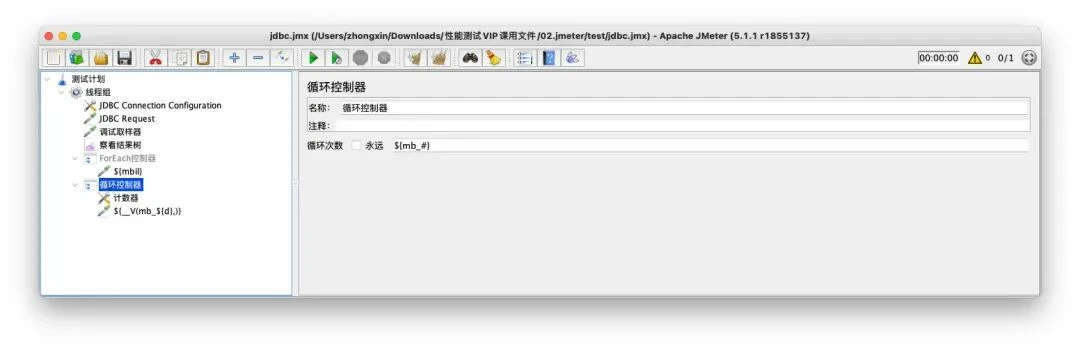 jdbc.jmx (/Users/zhongxin/Downloads/性能测试VIP课用文件/02.jmeter/test/jdbc.jmx) - Apache JMeter (5.1.1 r1855137)
00:00:00 0 0/1
测试计划
线程组
JDBC Connection Configuration
JDBC Request
调试取样器
察看结果树
ForEach控制器
${mbil}
循环控制器
计数器
${__V(mb_${d},)}
循环控制器
名称: 循环控制器
注释:
循环次数 永远 ${mb_#}